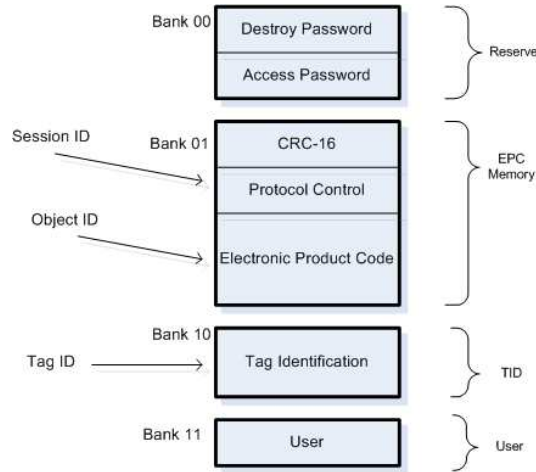 Bank 00
Destroy Password
Access Password
Reserve
Session ID
Bank 01
CRC-16
Protocol Control
EPC
Memory
Object ID
Electronic Product Code
Bank 10
Tag ID
Tag Identification
TID
Bank 11
User
User